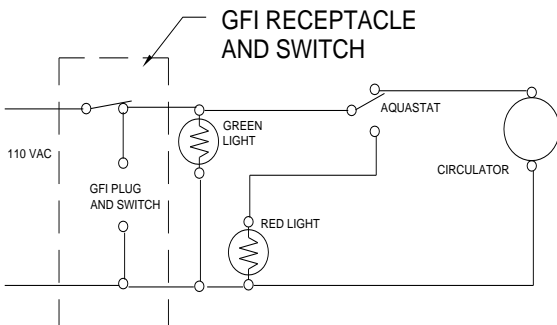 GFI RECEPTACLE
AND SWITCH
AQUASTAT
GREEN
LIGHT
110 VAC
CIRCULATOR
GFI PLUG
AND SWITCH
RED LIGHT